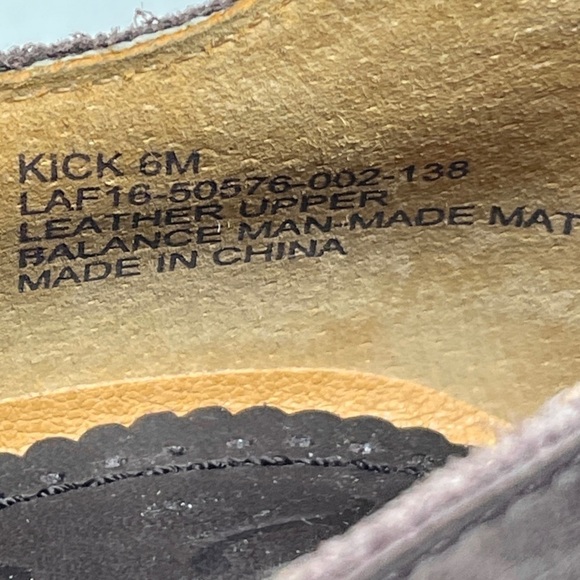 KICK 6M
LAF16-50576-002-138
LEATHER UPPER
BALANCE MAN-MADE MAT
MADE IN CHINA